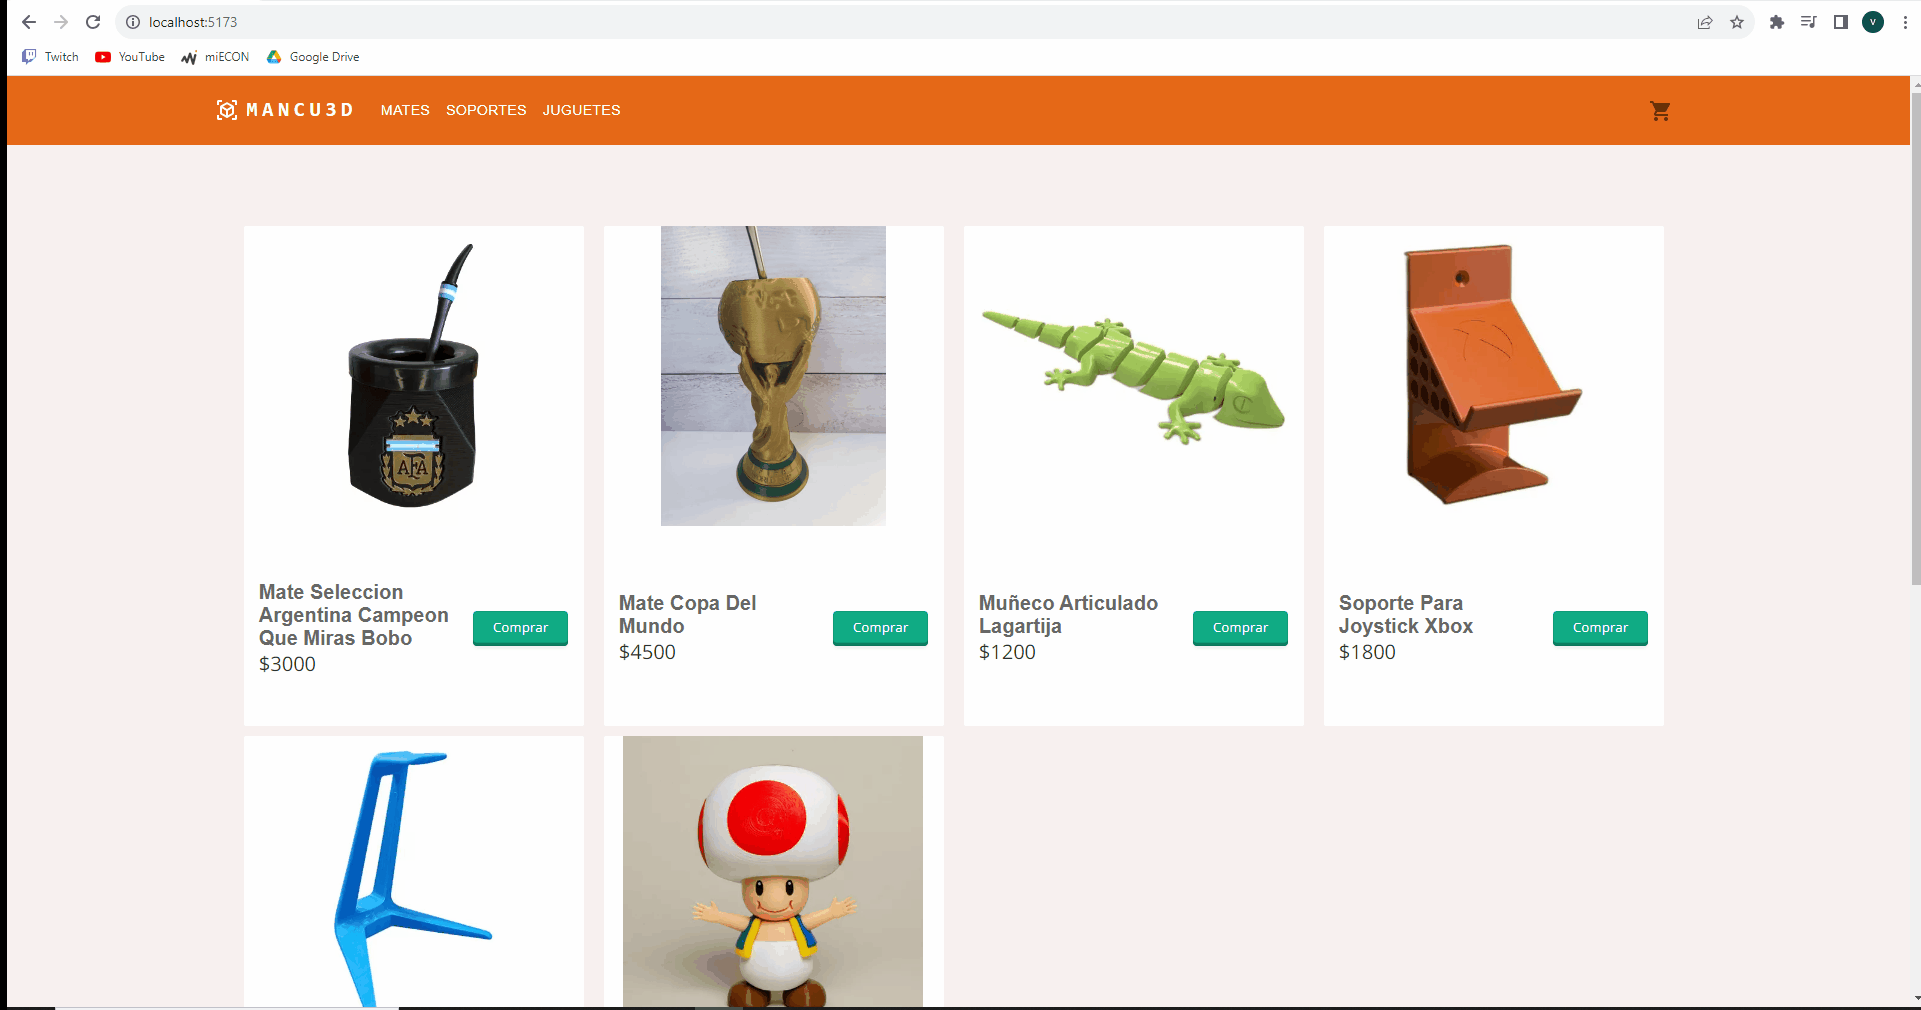 localhost:5173
V
Twitch
YouTube
miECON
Google Drive
MANCU3D
MATES
SOPORTES
JUGUETES
AFA
Mate Seleccion
Argentina Campeon
Que Miras Bobo
$3000
Comprar
Mate Copa Del
Mundo
$4500
Comprar
Muñeco Articulado
Lagartija
$1200
Comprar
Soporte Para
Joystick Xbox
$1800
Comprar